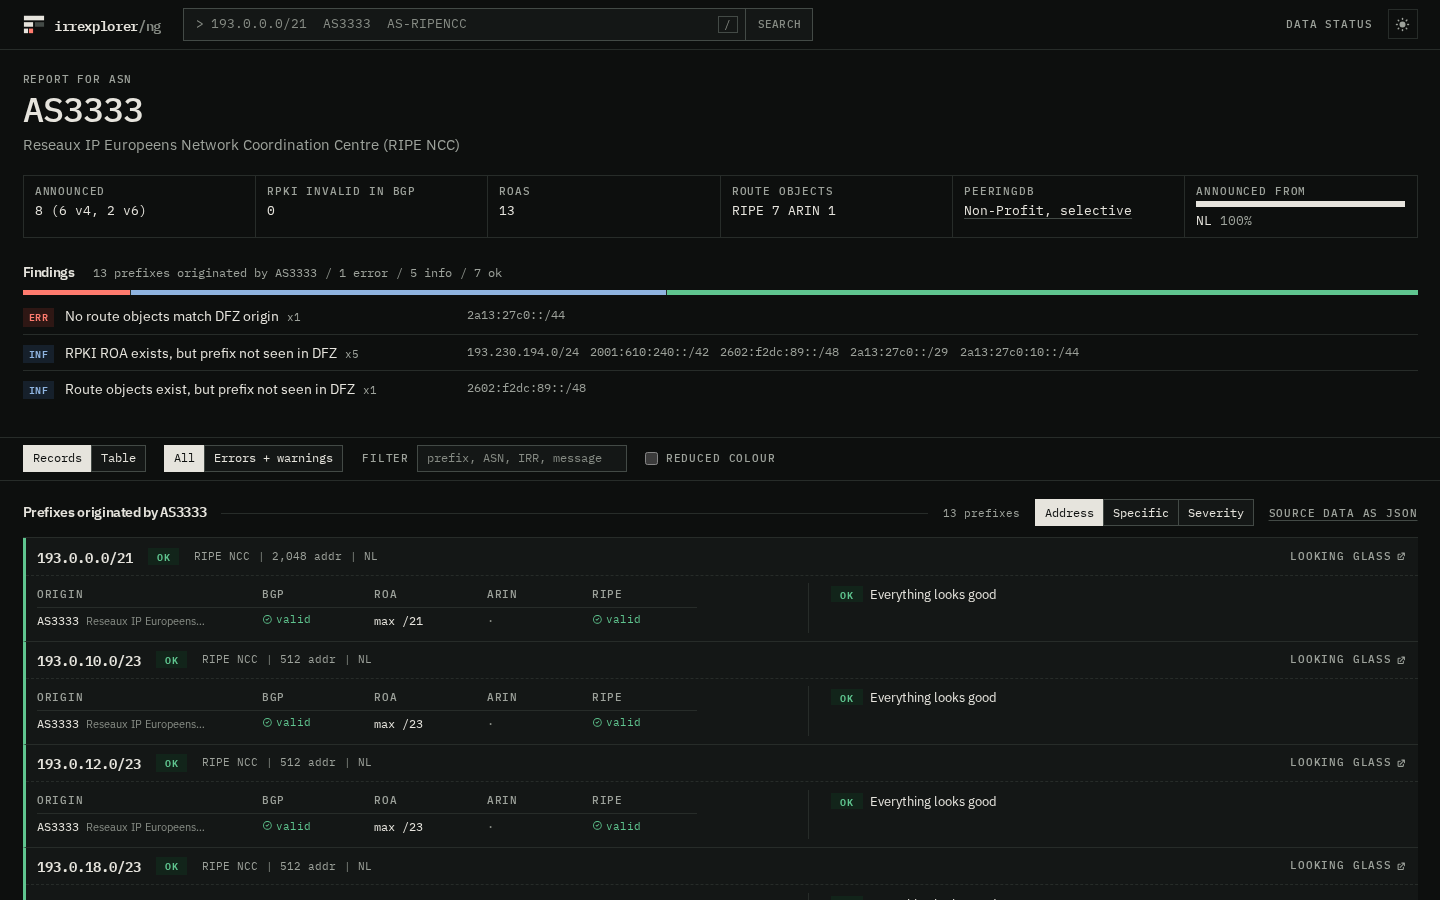 irrexplorer/ng
> 193.0.0.0/21 AS3333 AS-RIPENCC / SEARCH
DATA STATUS
REPORT FOR ASN
AS3333
Reseaux IP Europeens Network Coordination Centre (RIPE NCC)
ANNOUNCED RPKI INVALID IN BGP ROAS ROUTE OBJECTS PEERINGDB ANNOUNCED FROM
8 (6 v4, 2 v6) 0 13 RIPE 7 ARIN 1 Non-Profit, selective
NL 100%
Findings 13 prefixes originated by AS3333 / 1 error / 5 info / 7 ok
ERR No route objects match DFZ origin x1 2a13:27c0::/44
INF RPKI ROA exists, but prefix not seen in DFZ x5 193.230.194.0/24 2001:610:240::/42 2602:f2dc:89::/48 2a13:27c0::/29 2a13:27c0:10::/44
INF Route objects exist, but prefix not seen in DFZ x1 2602:f2dc:89::/48
Records Table All Errors + warnings FILTER prefix, ASN, IRR, message REDUCED COLOUR
Prefixes originated by AS3333 13 prefixes Address Specific Severity SOURCE DATA AS JSON
193.0.0.0/21 OK RIPE NCC | 2,048 addr | NL LOOKING GLASS
ORIGIN BGP ROA ARIN RIPE OK Everything looks good
AS3333 Reseaux IP Europeens... valid max /21 · valid
193.0.10.0/23 OK RIPE NCC | 512 addr | NL LOOKING GLASS
ORIGIN BGP ROA ARIN RIPE OK Everything looks good
AS3333 Reseaux IP Europeens... valid max /23 · valid
193.0.12.0/23 OK RIPE NCC | 512 addr | NL LOOKING GLASS
ORIGIN BGP ROA ARIN RIPE OK Everything looks good
AS3333 Reseaux IP Europeens... valid max /23 · valid
193.0.18.0/23 OK RIPE NCC | 512 addr | NL LOOKING GLASS